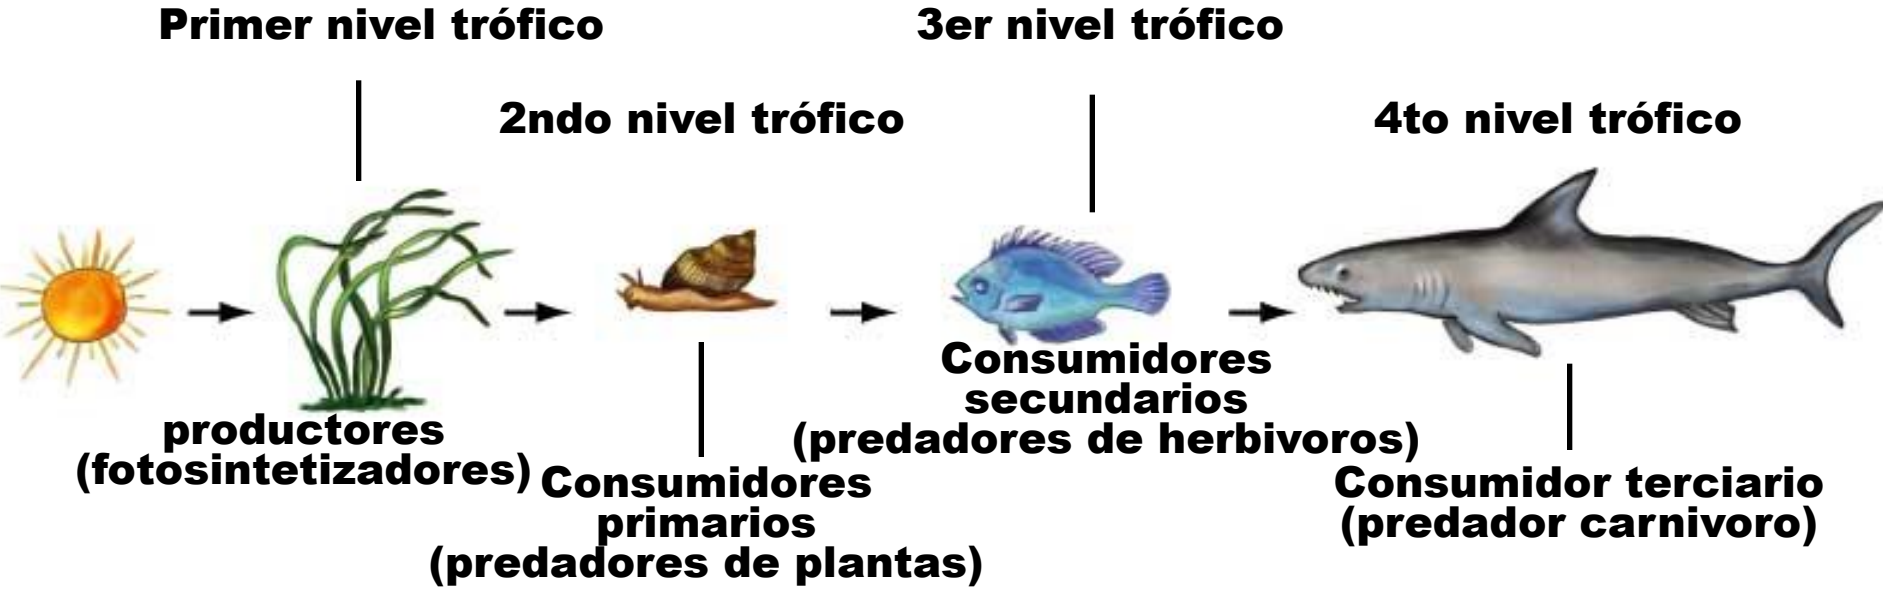 Primer nivel trófico
3er nivel trófico
2ndo nivel trófico
4to nivel trófico
productores
(fotosintetizadores)
Consumidores
primarios
(predadores de plantas)
Consumidores
secundarios
(predadores de herbivoros)
Consumidor terciario
(predador carnivoro)